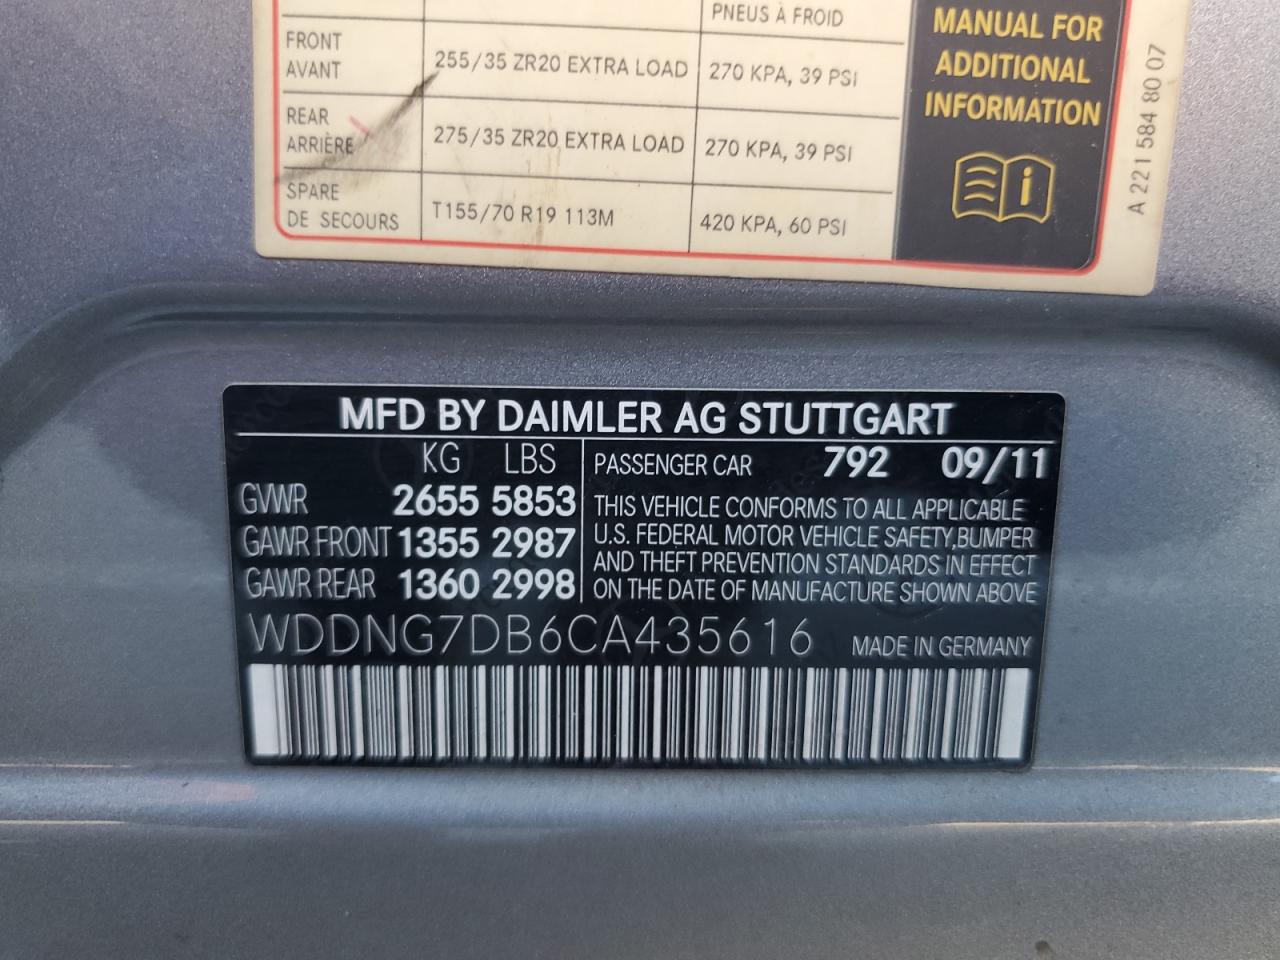 PNEUS À FROID
FRONT
AVANT
255/35 ZR20 EXTRA LOAD
270 KPA, 39 PSI
REAR
ARRIÈRE
275/35 ZR20 EXTRA LOAD
270 KPA, 39 PSI
SPARE
DE SECOURS
T155/70 R19 113M
420 KPA, 60 PSI
MANUAL FOR
ADDITIONAL
INFORMATION
A 221 584 80 07
MFD BY DAIMLER AG STUTTGART
KG LBS
GVWR 2655 5853
GAWR FRONT 1355 2987
GAWR REAR 1360 2998
PASSENGER CAR 792 09/11
THIS VEHICLE CONFORMS TO ALL APPLICABLE
U.S. FEDERAL MOTOR VEHICLE SAFETY,BUMPER
AND THEFT PREVENTION STANDARDS IN EFFECT
ON THE DATE OF MANUFACTURE SHOWN ABOVE
WDDNG7DB6CA435616 MADE IN GERMANY